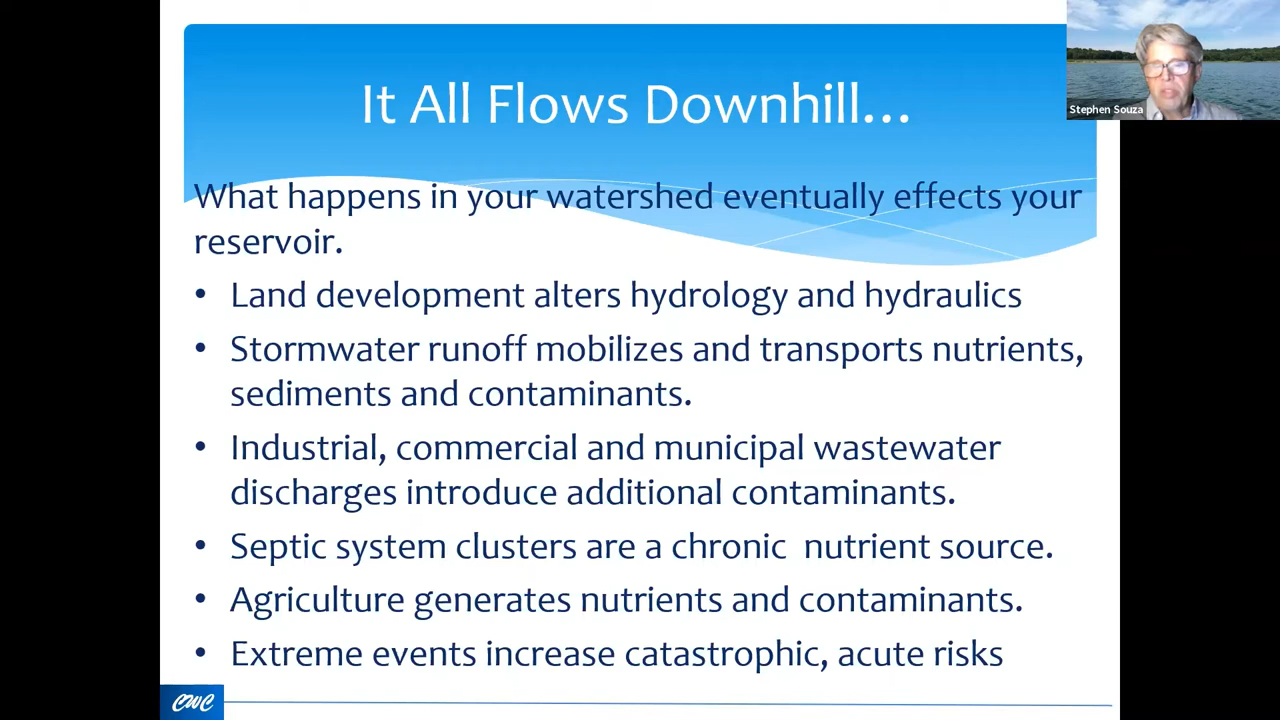 It All Flows Downhill...
Stephen Souza
What happens in your watershed eventually effects your
reservoir.
• Land development alters hydrology and hydraulics
• Stormwater runoff mobilizes and transports nutrients,
sediments and contaminants.
• Industrial, commercial and municipal wastewater
discharges introduce additional contaminants.
• Septic system clusters are a chronic  nutrient source.
• Agriculture generates nutrients and contaminants.
• Extreme events increase catastrophic, acute risks
CWC